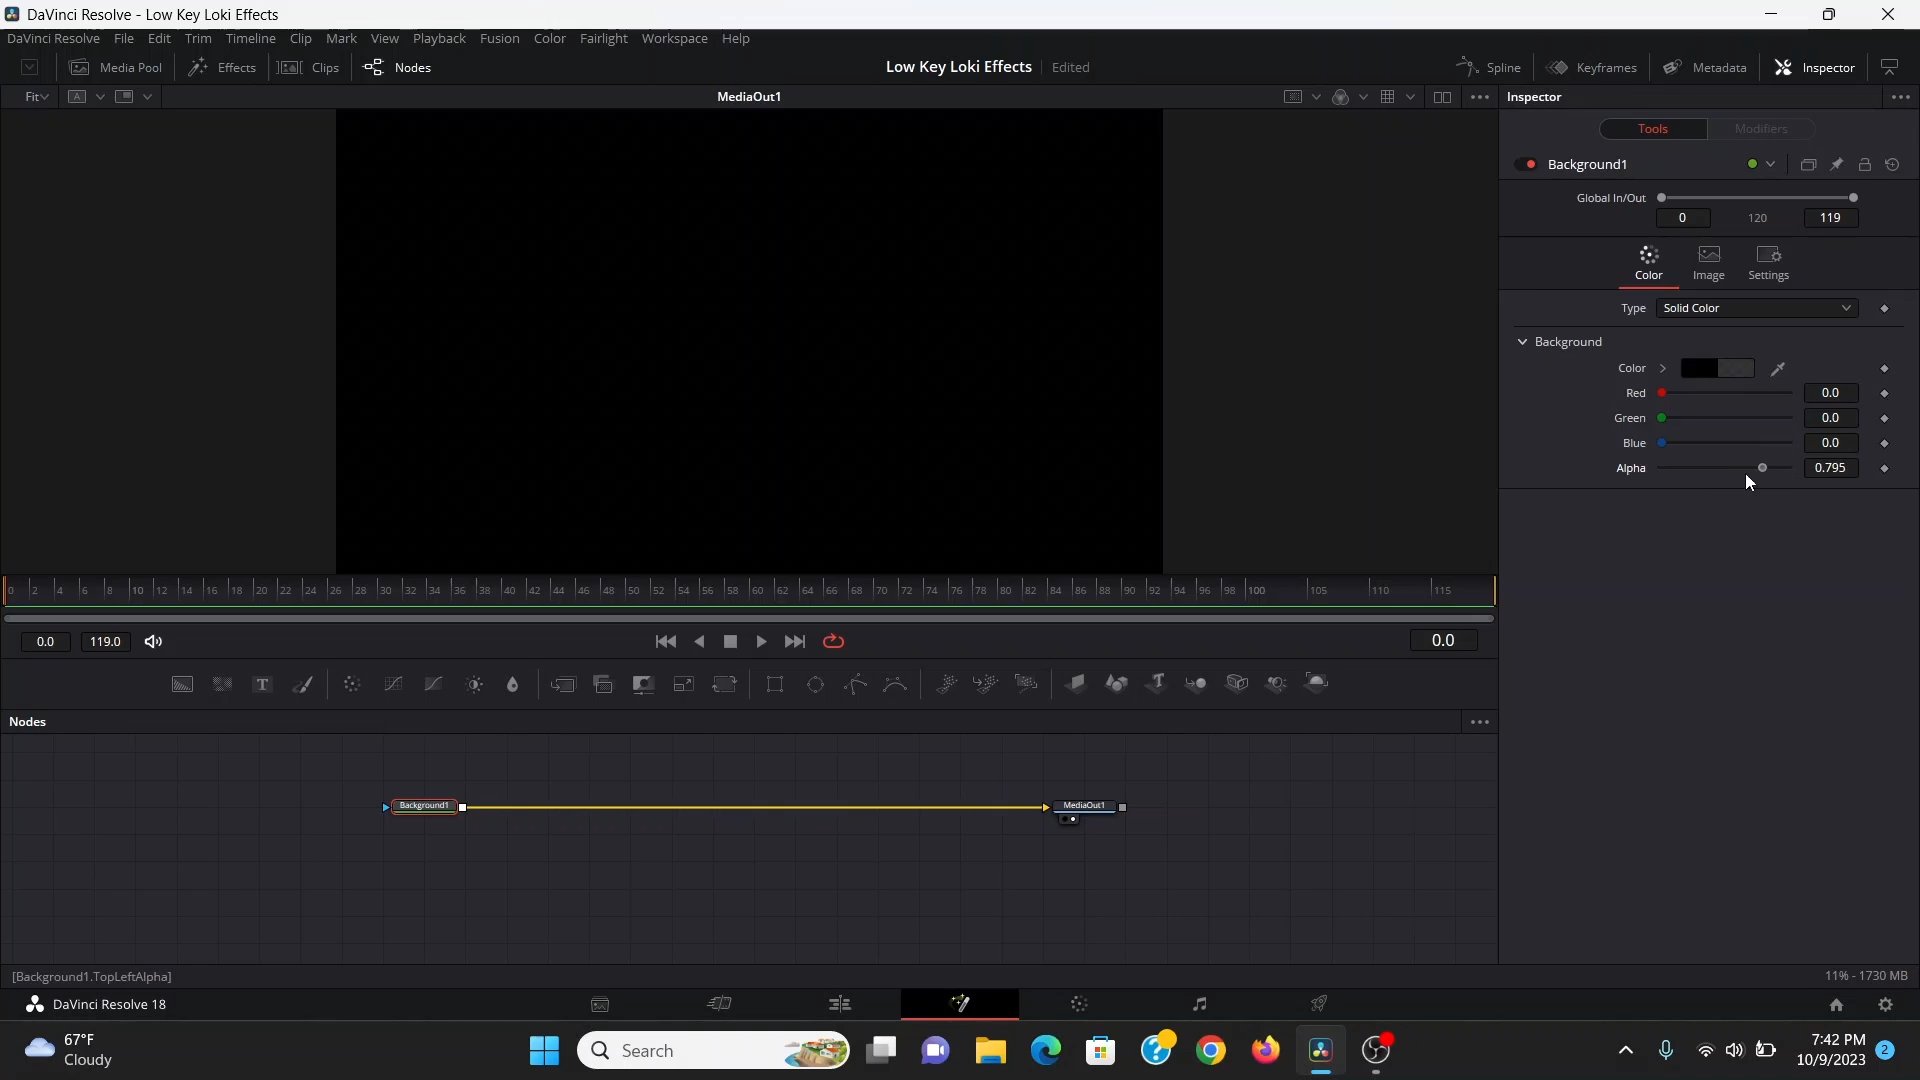 DaVinci Resolve - Low Key Loki Effects
DaVinci Resolve File Edit Trim Timeline Clip Mark View Playback Fusion Color Fairlight Workspace Help
Media Pool Effects Clips Nodes Low Key Loki Effects Edited Spline Keyframes Metadata Inspector
Fit A MediaOut1 Inspector
Tools Modifiers
Background1
Global In/Out
0 120 119
Color Image Settings
Type Solid Color
Background
Color
Red 0.0
Green 0.0
Blue 0.0
Alpha 0.795
0 2 4 6 8 10 12 14 16 18 20 22 24 26 28 30 32 34 36 38 40 42 44 46 48 50 52 54 56 58 60 62 64 66 68 70 72 74 76 78 80 82 84 86 88 90 92 94 96 98 100 105 110 115
0.0 119.0 0.0
T
Nodes
Background1 MediaOut1
[Background1.TopLeftAlpha] 11% - 1730 MB
DaVinci Resolve 18
67°F
Cloudy
Search
7:42 PM
10/9/2023 2